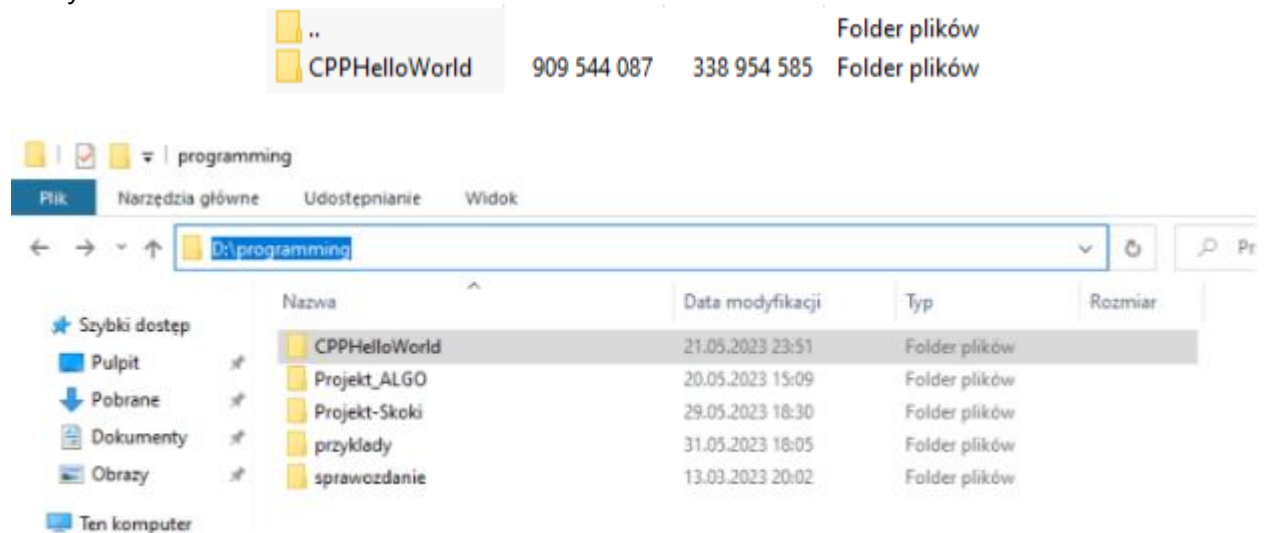 .. Folder plików
CPPHelloWorld 909 544 087 338 954 585 Folder plików
programming
Plik Narzędzia główne Udostępnianie Widok
D:\programming
Nazwa Data modyfikacji Typ Rozmiar
Szybki dostęp
CPPHelloWorld 21.05.2023 23:51 Folder plików
Pulpit
Projekt_ALGO 20.05.2023 15:09 Folder plików
Pobrane
Projekt-Skoki 29.05.2023 18:30 Folder plików
Dokumenty
przyklady 31.05.2023 18:05 Folder plików
Obrazy
sprawozdanie 13.03.2023 20:02 Folder plików
Ten komputer